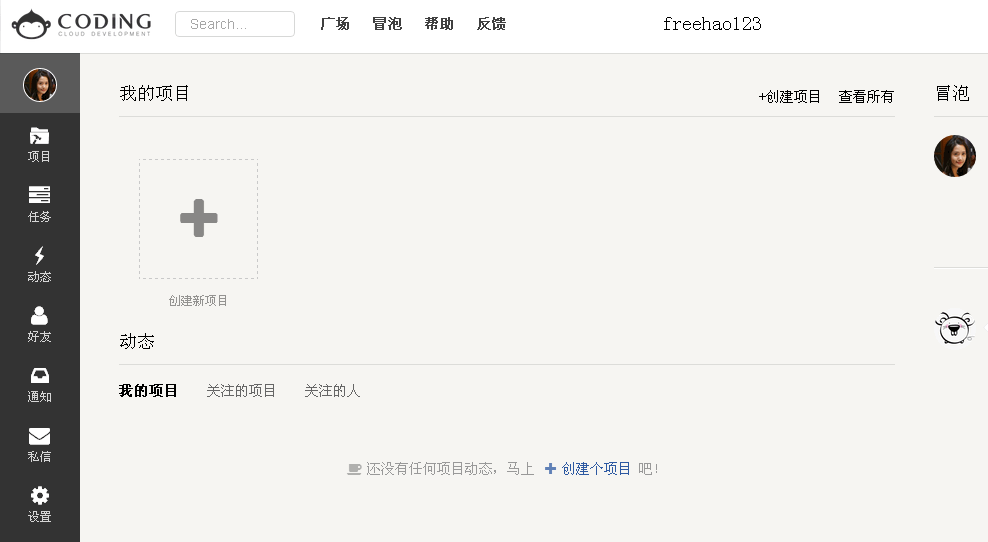 CODING
CLOUD DEVELOPMENT
Search...
广场 冒泡 帮助 反馈
freehao123
项目
任务
动态
好友
通知
私信
设置
我的项目
+创建项目 查看所有
创建新项目
动态
我的项目 关注的项目 关注的人
还没有任何项目动态，马上 创建个项目 吧！
冒泡